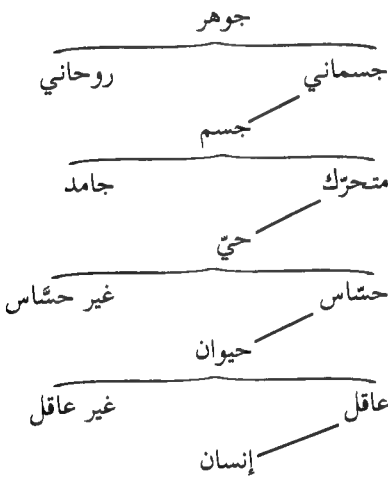 جوهر
جسماني روحاني
جسم
متحرّك جامد
حيّ
حسّاس غير حسَّاس
حيوان
عاقل غير عاقل
إنسان